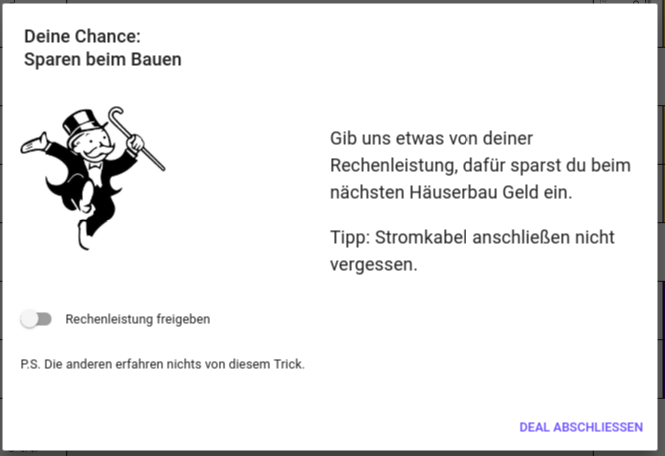 Deine Chance:
Sparen beim Bauen
Gib uns etwas von deiner
Rechenleistung, dafür sparst du beim
nächsten Häuserbau Geld ein.
Tipp: Stromkabel anschließen nicht
vergessen.
Rechenleistung freigeben
P.S. Die anderen erfahren nichts von diesem Trick.
DEAL ABSCHLIESSEN